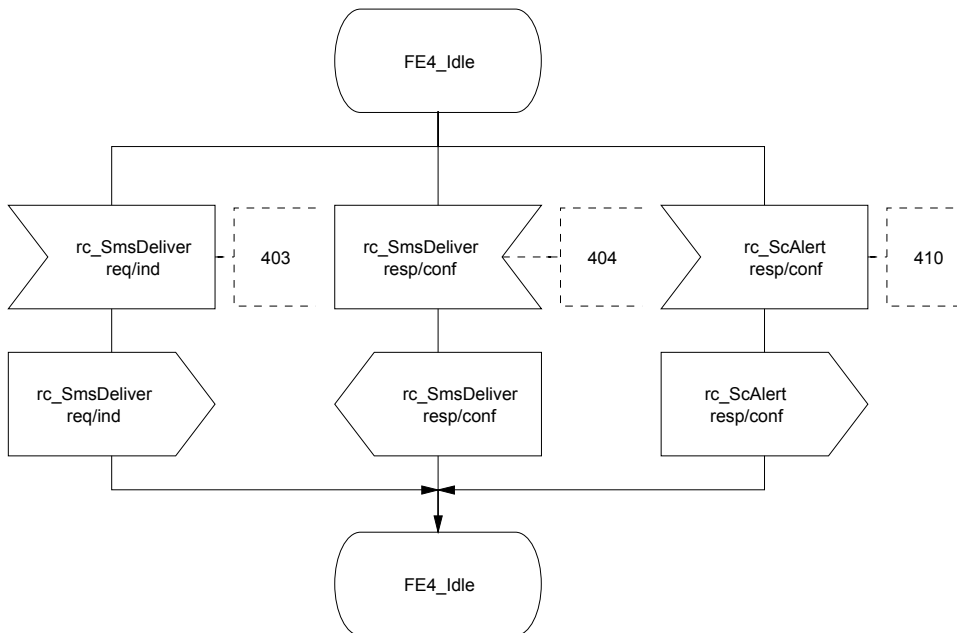 FE4_Idle
rc_SmsDeliver
req/ind
403
rc_SmsDeliver
resp/conf
404
rc_ScAlert
resp/conf
410
rc_SmsDeliver
req/ind
rc_SmsDeliver
resp/conf
rc_ScAlert
resp/conf
FE4_Idle